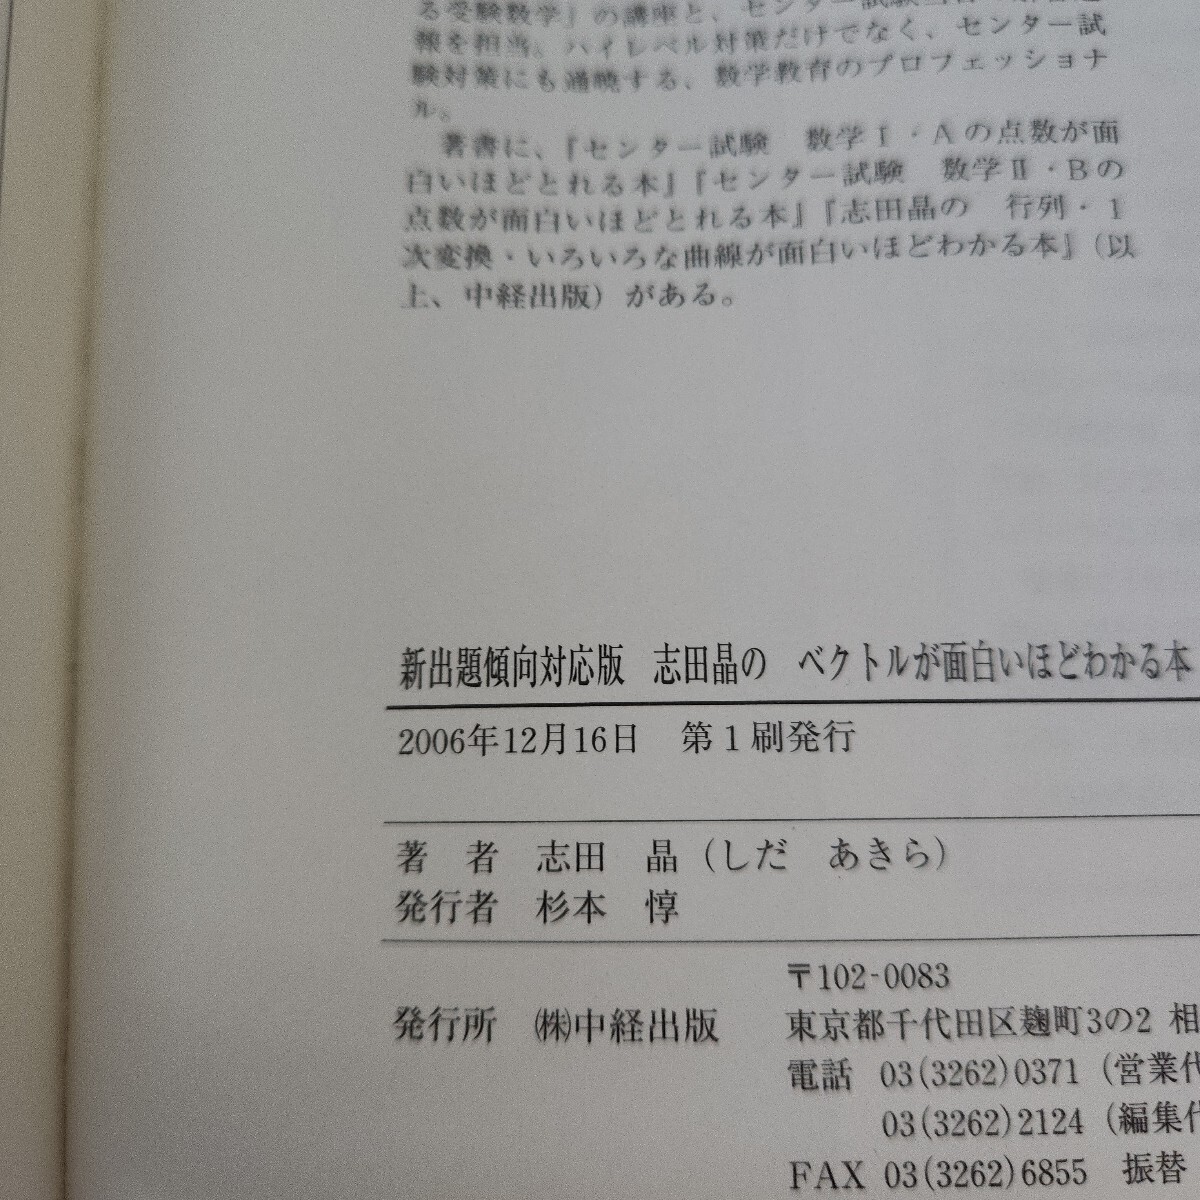 る受験数学』の講座と、センター試験
報を担当。ハイレベル対策だけでなく、センター試
験対策にも通暁する、数学教育のプロフェッショナ
ル。
著書に、『センター試験　数学Ⅰ・Aの点数が面
白いほどとれる本』『センター試験　数学Ⅱ・Bの
点数が面白いほどとれる本』『志田晶の　行列・1
次変換・いろいろな曲線が面白いほどわかる本』（以
上、中経出版）がある。
新出題傾向対応版　志田晶の　ベクトルが面白いほどわかる本
2006年12月16日　第1刷発行
著　者　志田　晶（しだ　あきら）
発行者　杉本　惇
〒102-0083
発行所　㈱中経出版　東京都千代田区麹町3の2 相
電話　03(3262)0371（営業代
03(3262)2124（編集代
FAX 03(3262)6855　振替